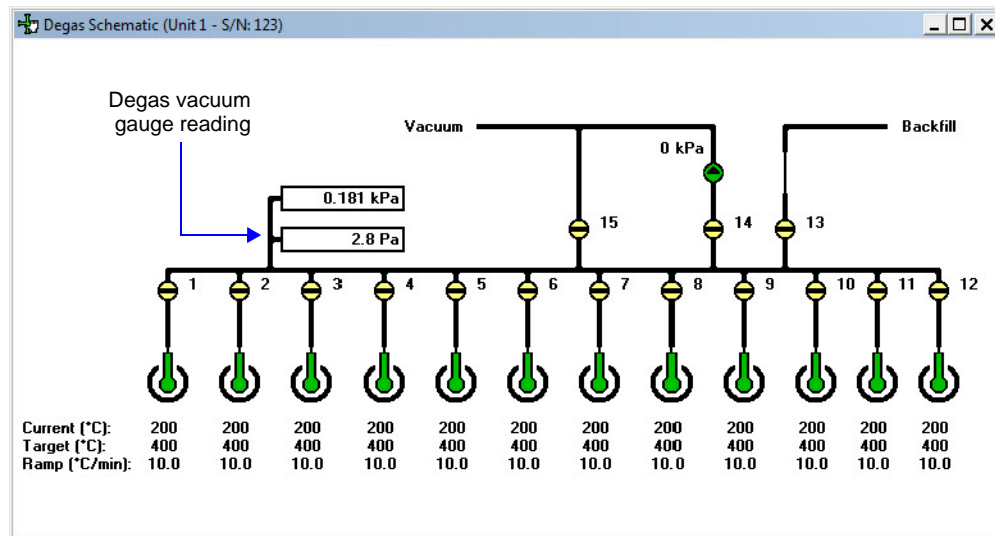 Degas Schematic (Unit 1 - S/N: 123)
Degas vacuum
gauge reading
Vacuum
Backfill
0 kPa
0.181 kPa
2.8 Pa
15 14 13
1 2 3 4 5 6 7 8 9 10 11 12
Current (°C): 200 200 200 200 200 200 200 200 200 200 200 200
Target (°C): 400 400 400 400 400 400 400 400 400 400 400 400
Ramp (°C/min): 10.0 10.0 10.0 10.0 10.0 10.0 10.0 10.0 10.0 10.0 10.0 10.0